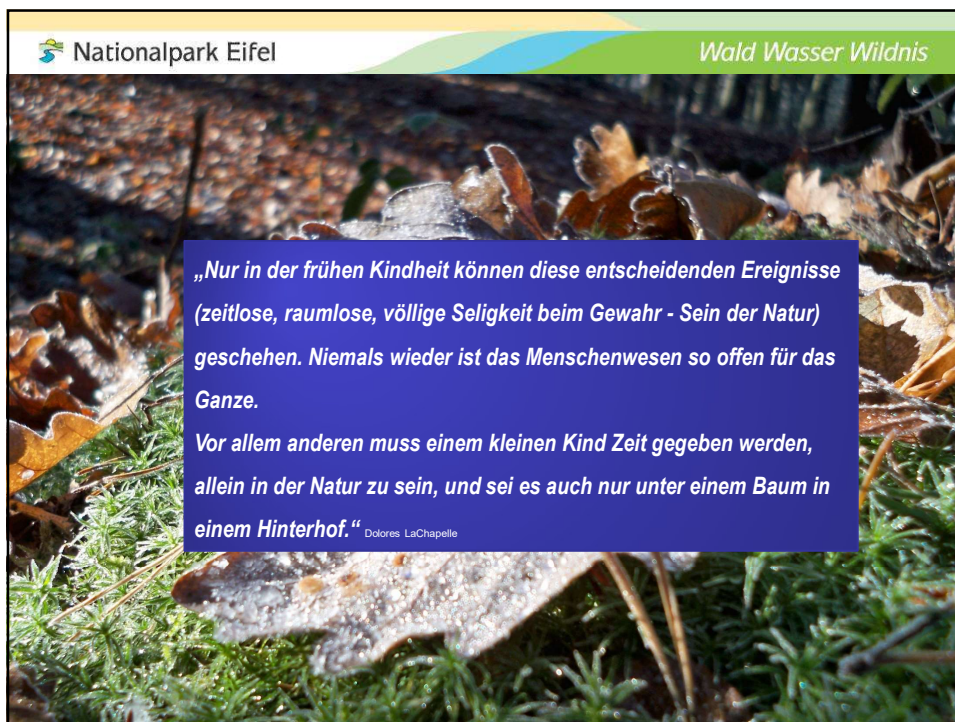 Nationalpark Eifel
Wald Wasser Wildnis
„Nur in der frühen Kindheit können diese entscheidenden Ereignisse
(zeitlose, raumlose, völlige Seligkeit beim Gewahr - Sein der Natur)
geschehen. Niemals wieder ist das Menschenwesen so offen für das
Ganze.
Vor allem anderen muss einem kleinen Kind Zeit gegeben werden,
allein in der Natur zu sein, und sei es auch nur unter einem Baum in
einem Hinterhof.“ Dolores LaChapelle